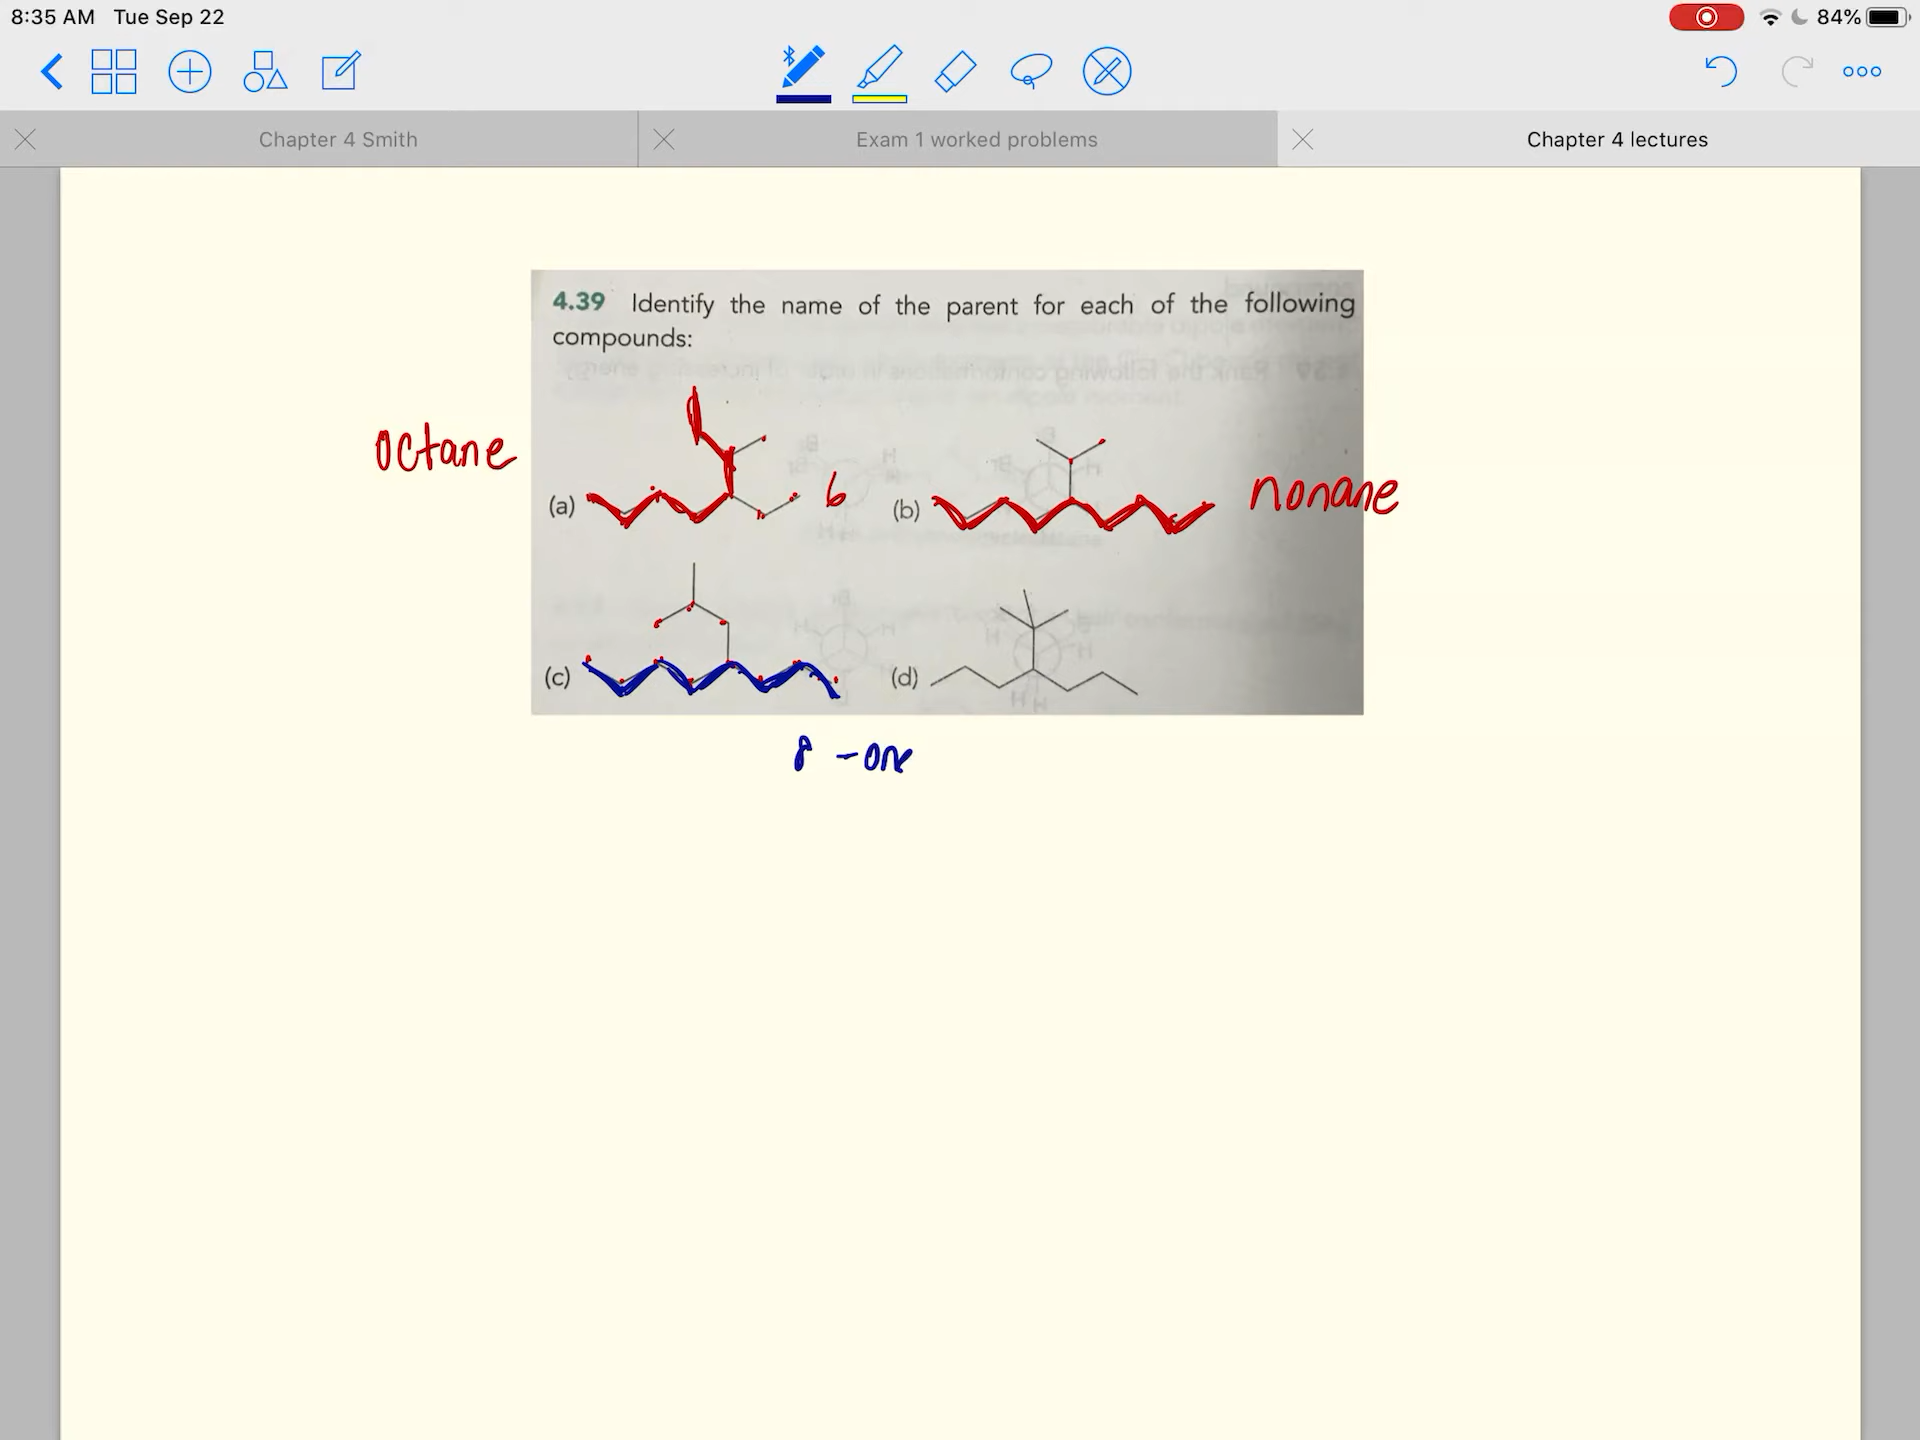 8:35 AM Tue Sep 22
84%
Chapter 4 Smith
Exam 1 worked problems
Chapter 4 lectures
4.39 Identify the name of the parent for each of the following
compounds:
octane
(a)
6
(b)
nonane
(c)
(d)
8 - one